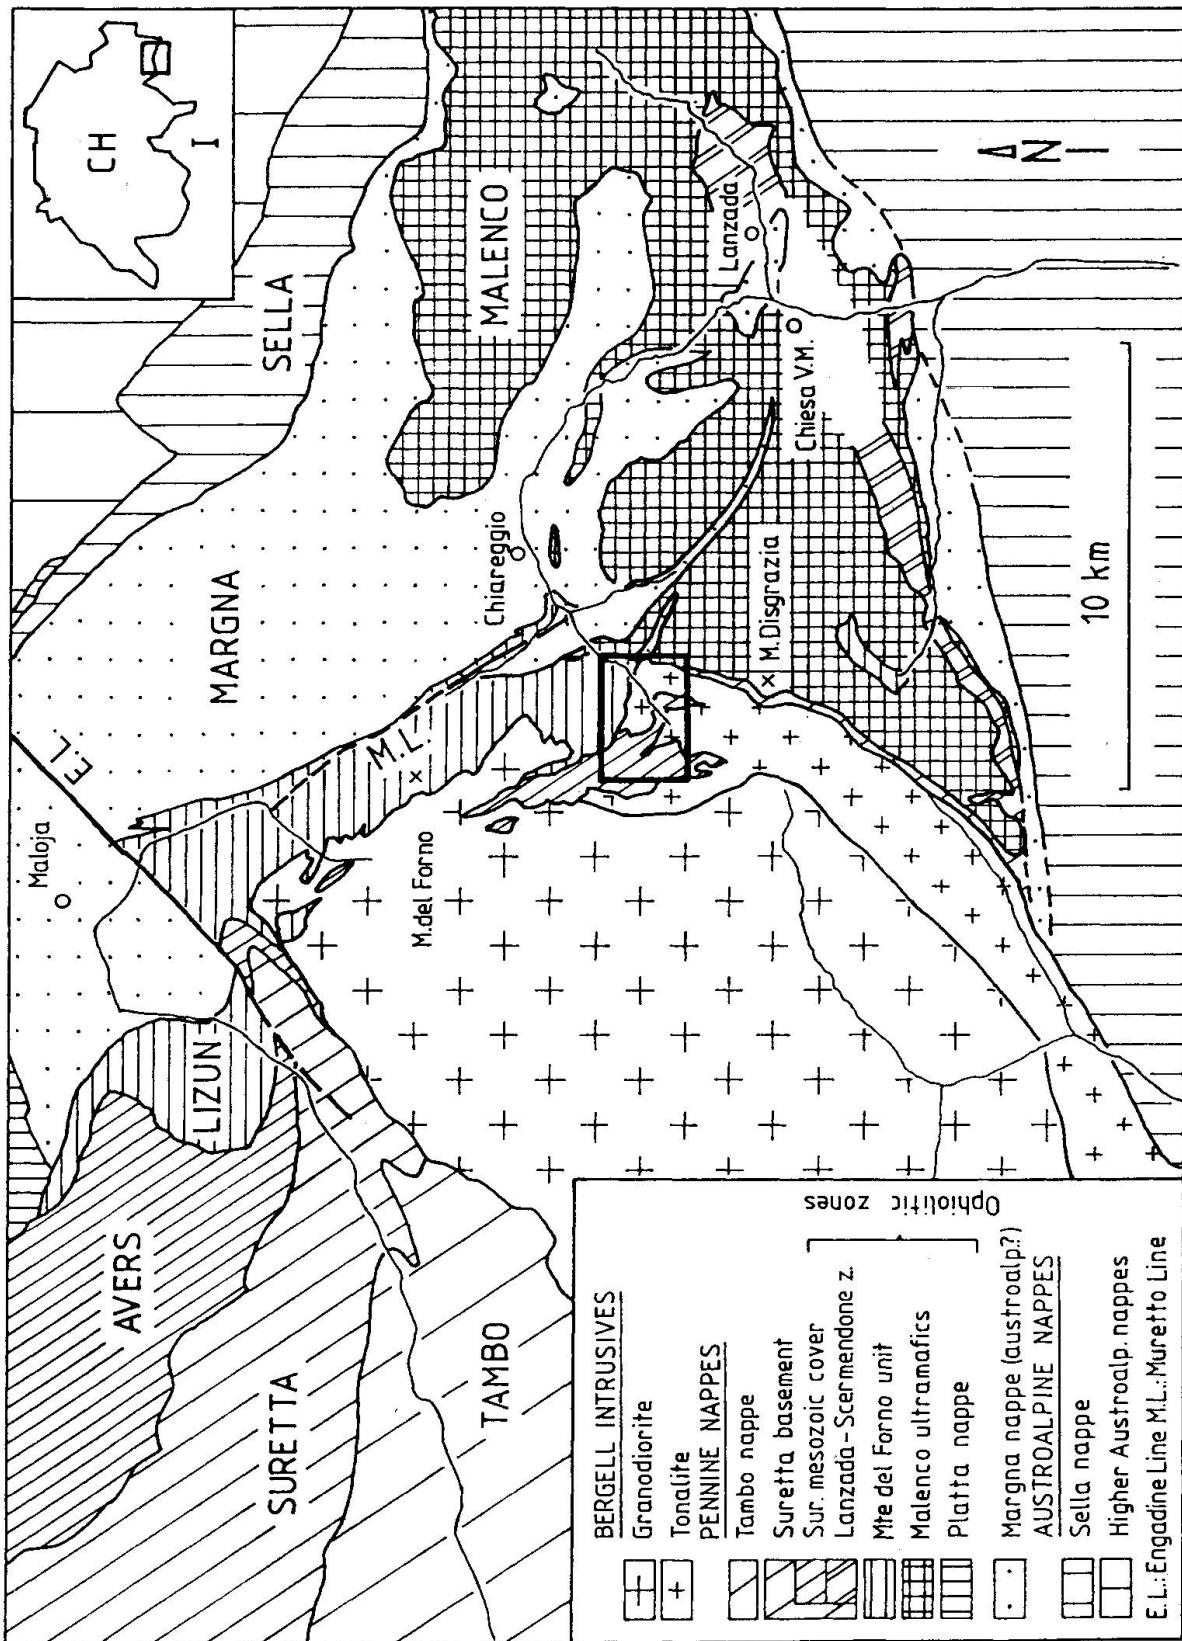 CH
I
AVERS
LIZUN
Maloja
E.L.
MARGNA
SELLA
SURETTA
TAMBO
M.L.
M.del Forno
Chiareggio
MALENCO
M.Disgrazia
Lanzada
Chiesa V.M.
10 km
N
BERGELL INTRUSIVES
Granodiorite
Tonalite
PENNINE NAPPES
Tambo nappe
Suretta basement
Sur. mesozoic cover
Lanzada-Scermendone z.
Mte del Forno unit
Malenco ultramafics
Platta nappe
Ophiolitic zones
Margna nappe (austroalp.?)
AUSTROALPINE NAPPES
Sella nappe
Higher Austroalp. nappes
E.L.:Engadine Line M.L.:Muretto Line